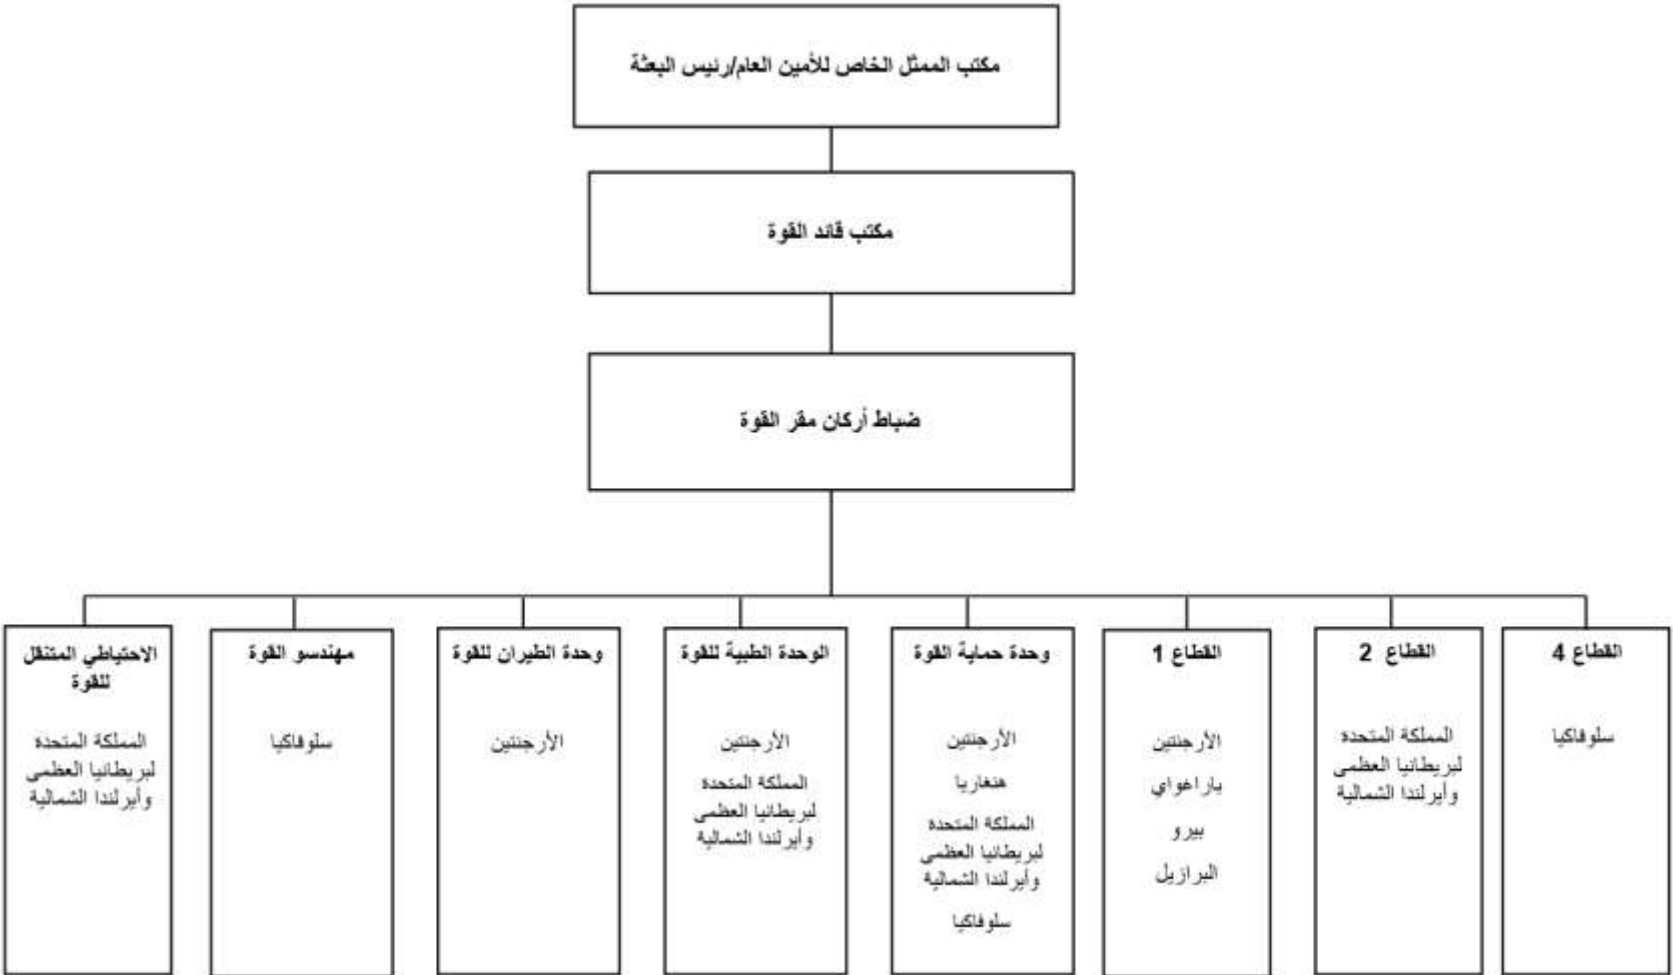 مكتب الممثل الخاص للأمين العام/رئيس البعثة
مكتب قائد القوة
ضباط أركان مقر القوة
القطاع 4
سلوفاكيا
القطاع 2
المملكة المتحدة
لبريطانيا العظمى
وأيرلندا الشمالية
القطاع 1
الأرجنتين
باراغواي
بيرو
البرازيل
وحدة حماية القوة
الأرجنتين
هنغاريا
المملكة المتحدة
لبريطانيا العظمى
وأيرلندا الشمالية
سلوفاكيا
الوحدة الطبية للقوة
الأرجنتين
المملكة المتحدة
لبريطانيا العظمى
وأيرلندا الشمالية
وحدة الطيران للقوة
الأرجنتين
مهندسو القوة
سلوفاكيا
الاحتياطي المتنقل
للقوة
المملكة المتحدة
لبريطانيا العظمى
وأيرلندا الشمالية